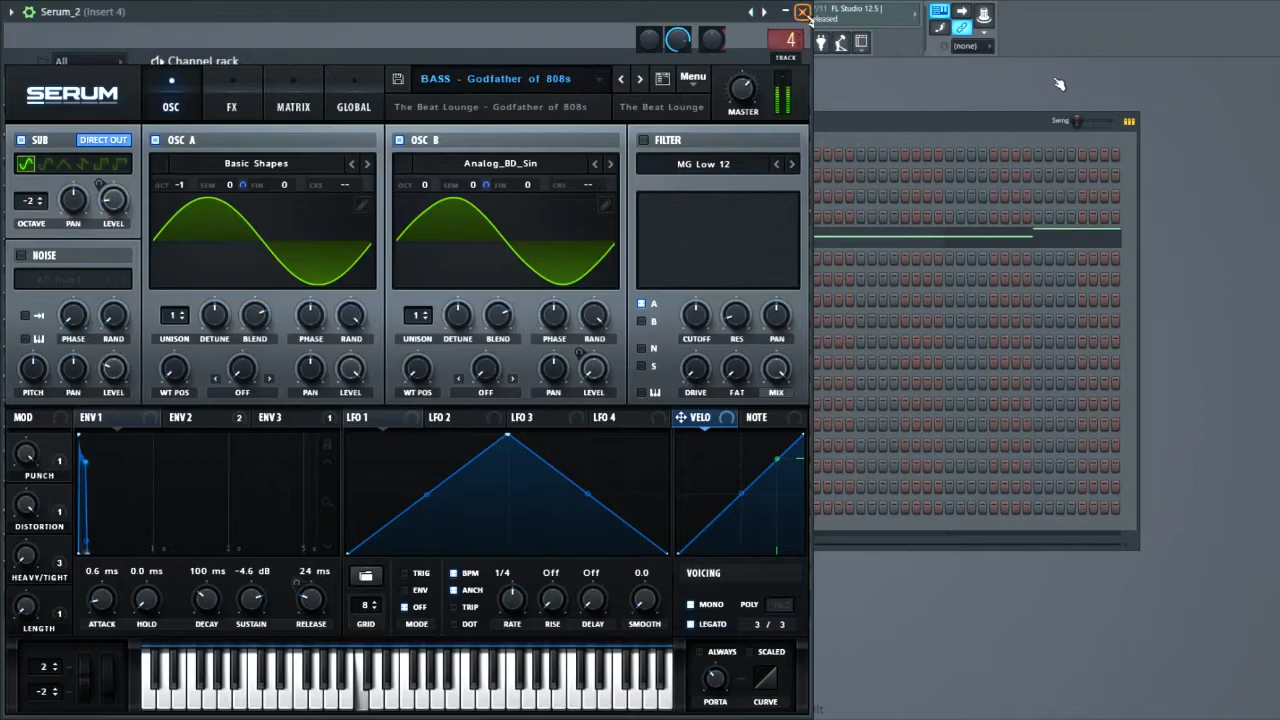 Serum_2 (Insert 4)
7/11 FL Studio 12.5 |
eleased
(none)
4
TRACK
All
Channel rack
SERUM
OSC
FX
MATRIX
GLOBAL
BASS - Godfather of 808s
Menu
The Beat Lounge - Godfather of 808s
The Beat Lounge
MASTER
Swing
SUB
DIRECT OUT
OSC A
OSC B
FILTER
Basic Shapes
Analog_BD_Sin
MG Low 12
OCT -1 SEM 0 FIN 0 CRS --
OCT 0 SEM 0 FIN 0 CRS --
-2
OCTAVE
PAN
LEVEL
NOISE
A
B
N
S
PHASE
RAND
PITCH
PAN
LEVEL
1
UNISON
DETUNE
BLEND
PHASE
RAND
WT POS
OFF
PAN
LEVEL
1
UNISON
DETUNE
BLEND
PHASE
RAND
WT POS
OFF
PAN
LEVEL
CUTOFF
RES
PAN
DRIVE
FAT
MIX
MOD
ENV 1
ENV 2
2
ENV 3
1
LFO 1
LFO 2
LFO 3
LFO 4
VELO
NOTE
1
PUNCH
1
DISTORTION
3
HEAVY/TIGHT
1
LENGTH
0.6 ms
0.0 ms
100 ms
-4.6 dB
24 ms
ATTACK
HOLD
DECAY
SUSTAIN
RELEASE
8
GRID
TRIG
ENV
OFF
MODE
BPM
ANCH
TRIP
DOT
1/4
Off
Off
0.0
RATE
RISE
DELAY
SMOOTH
VOICING
MONO
POLY
LEGATO
3 / 3
ALWAYS
SCALED
PORTA
CURVE
2
-2